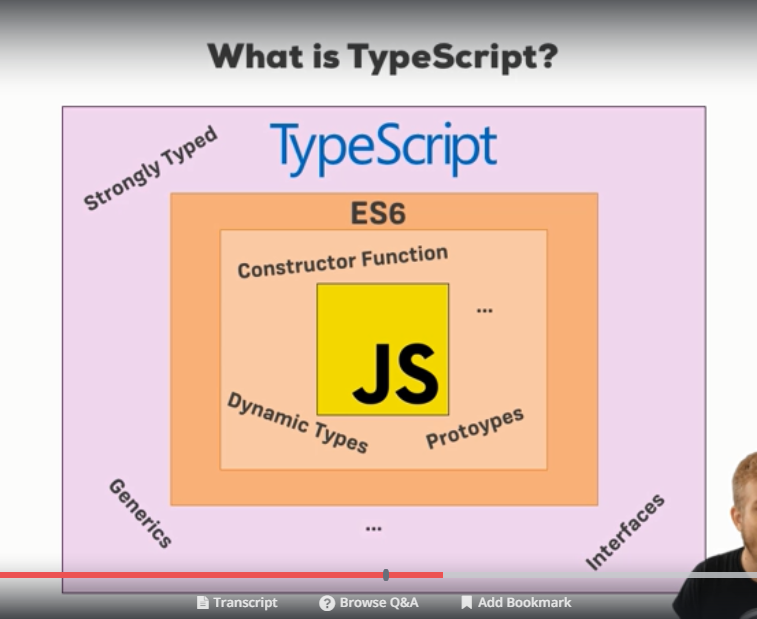 What is TypeScript?
Strongly Typed
TypeScript
ES6
Constructor Function
...
JS
Dynamic Types
Protoypes
Generics
...
Interfaces
Transcript
Browse Q&A
Add Bookmark